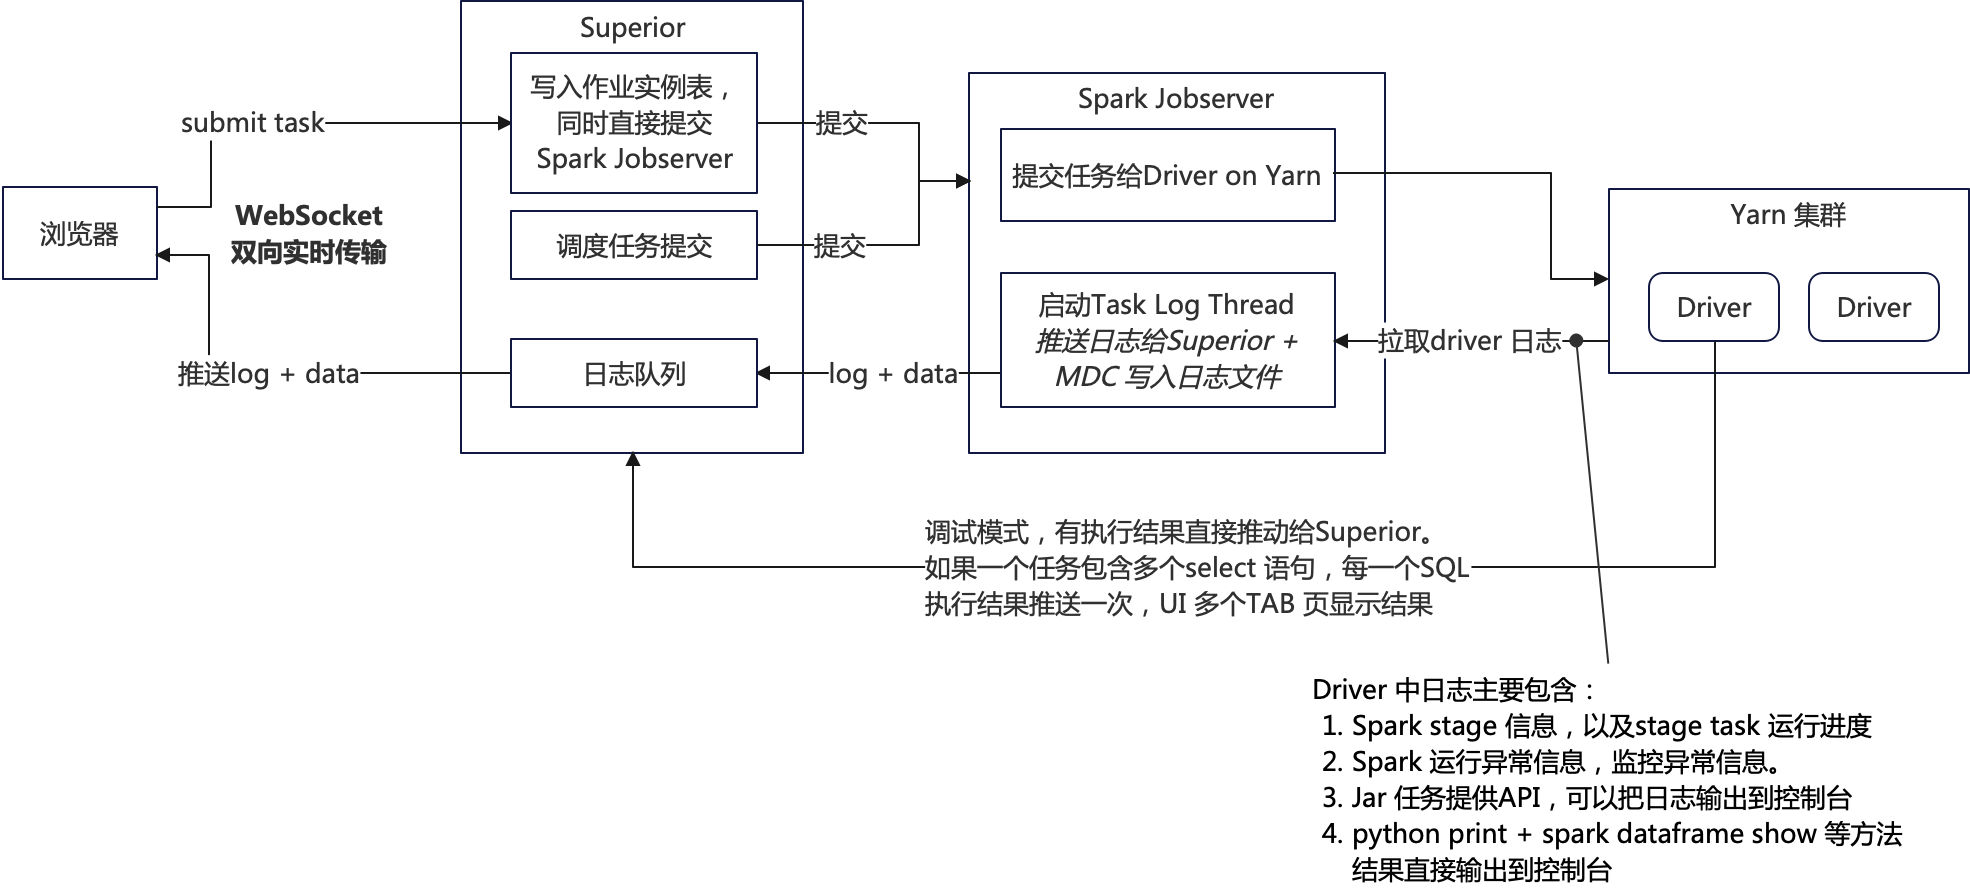 Superior
写入作业实例表，
同时直接提交
Spark Jobserver
submit task
提交
浏览器
WebSocket
双向实时传输
调度任务提交
提交
日志队列
推送log + data
log + data
Spark Jobserver
提交任务给Driver on Yarn
启动Task Log Thread
推送日志给Superior +
MDC 写入日志文件
拉取driver 日志
Yarn 集群
Driver
Driver
调试模式，有执行结果直接推动给Superior。
如果一个任务包含多个select 语句，每一个SQL
执行结果推送一次，UI 多个TAB 页显示结果
Driver 中日志主要包含：
1. Spark stage 信息，以及stage task 运行进度
2. Spark 运行异常信息，监控异常信息。
3. Jar 任务提供API，可以把日志输出到控制台
4. python print + spark dataframe show 等方法
结果直接输出到控制台